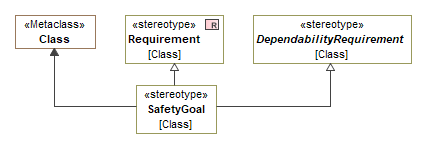 «Metaclass»
Class
«stereotype»
R
Requirement
[Class]
«stereotype»
DependabilityRequirement
[Class]
«stereotype»
SafetyGoal
[Class]